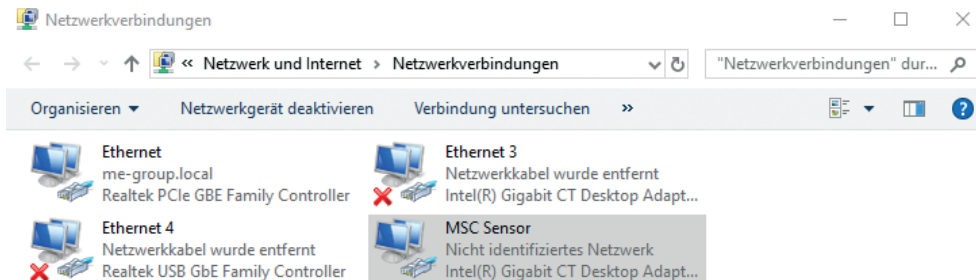 Netzwerkverbindungen
« Netzwerk und Internet > Netzwerkverbindungen "Netzwerkverbindungen" dur...
Organisieren Netzwerkgerät deaktivieren Verbindung untersuchen »
Ethernet
me-group.local
Realtek PCIe GBE Family Controller
Ethernet 3
Netzwerkkabel wurde entfernt
Intel(R) Gigabit CT Desktop Adapt...
Ethernet 4
Netzwerkkabel wurde entfernt
Realtek USB GbE Family Controller
MSC Sensor
Nicht identifiziertes Netzwerk
Intel(R) Gigabit CT Desktop Adapt...